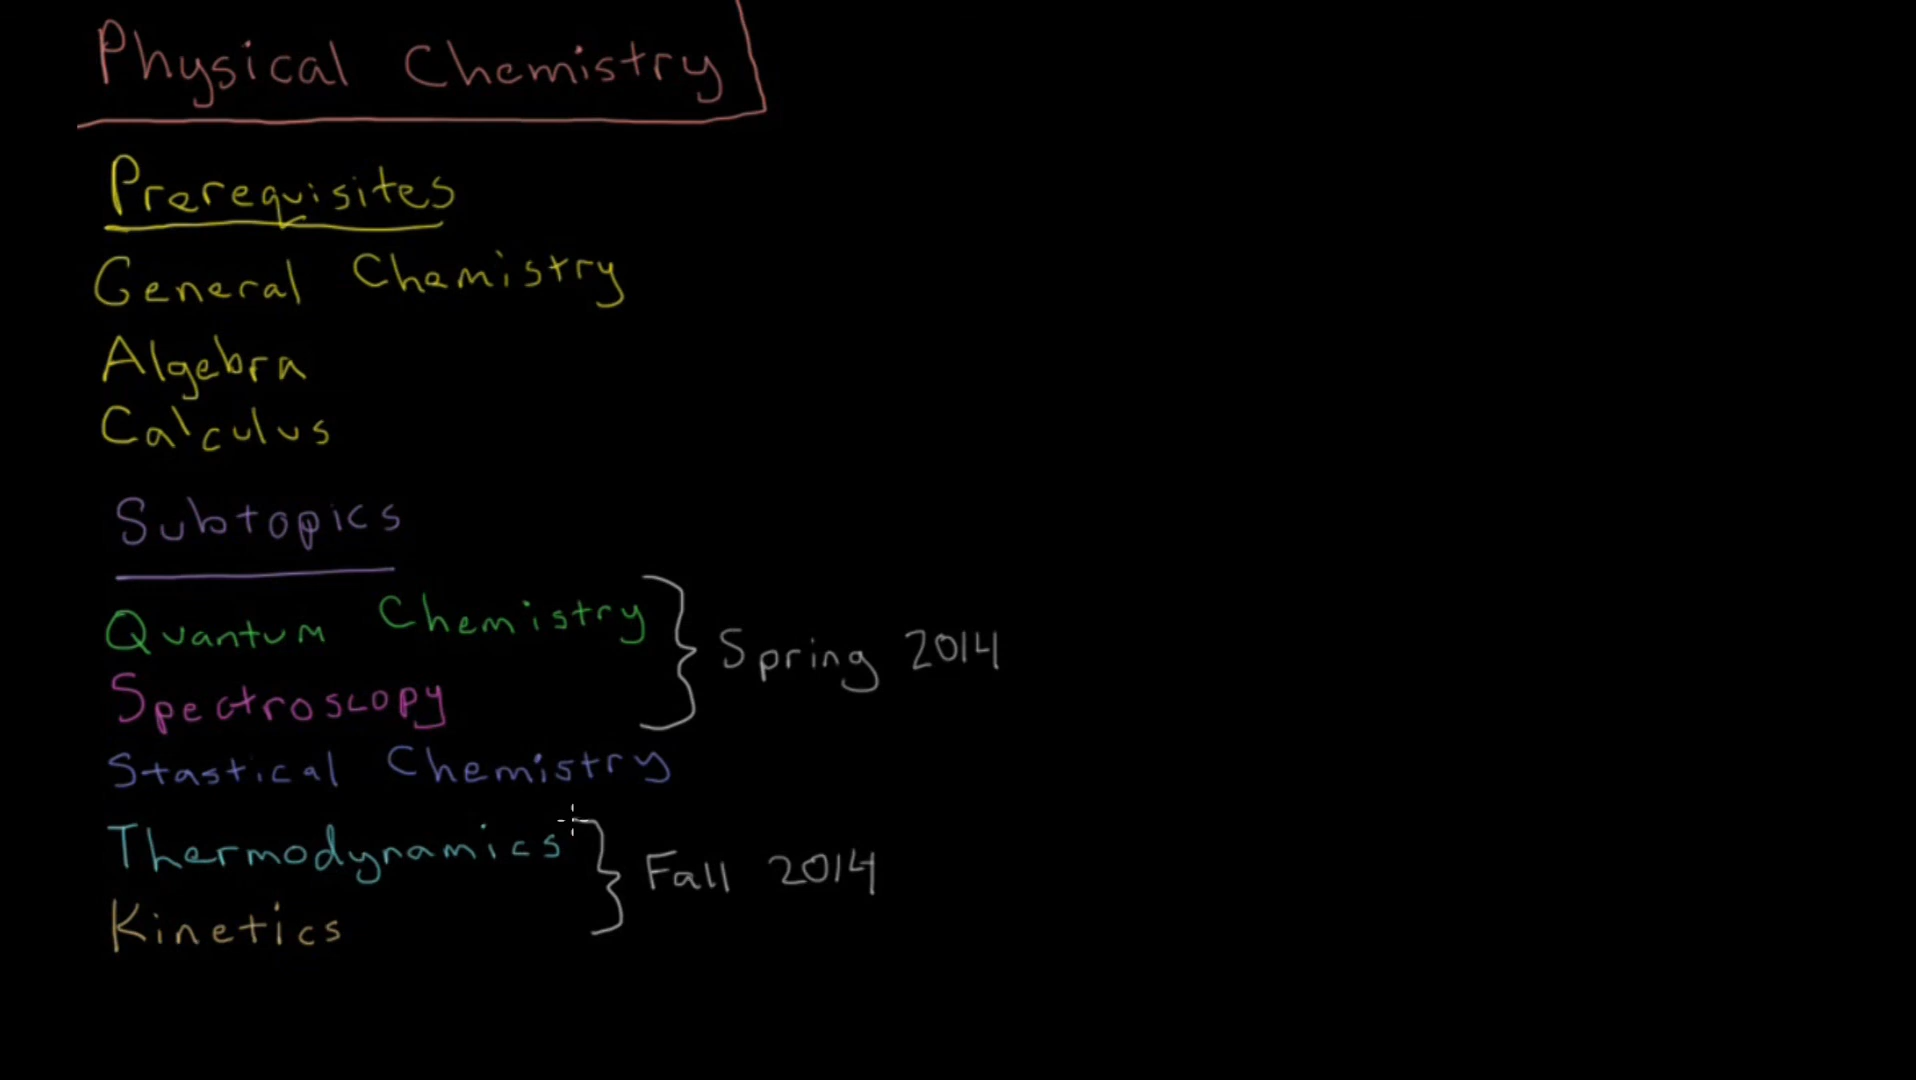 Physical Chemistry
Prerequisites
General Chemistry
Algebra
Calculus
Subtopics
Quantum Chemistry
Spectroscopy
Spring 2014
Stastical Chemistry
Thermodynamics
Kinetics
Fall 2014